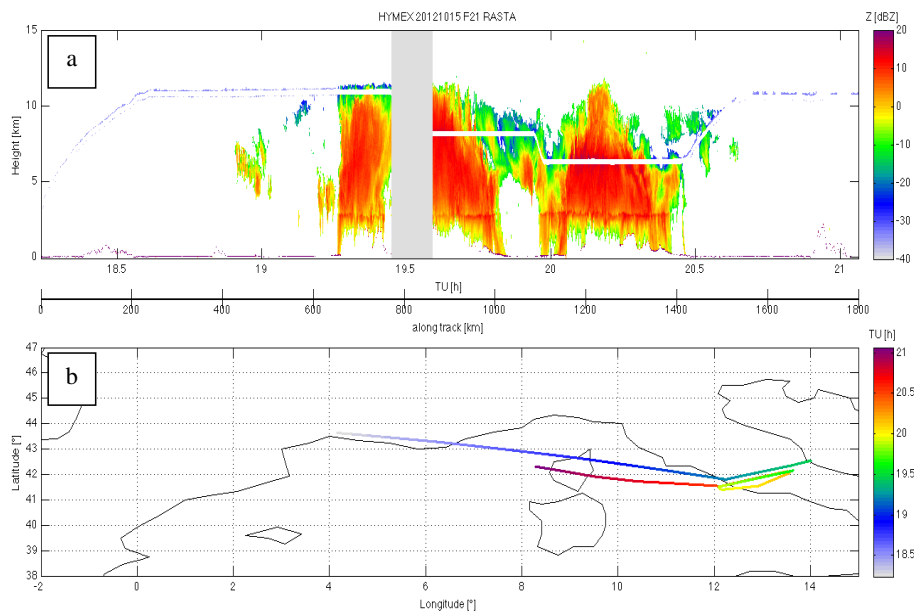 HYMEX 20121015 F21 RASTA
Z [dBZ]
a
15
10
5
0
Height [km]
20
10
0
-10
-20
-30
-40
18.5 19 19.5 20 20.5 21
TU [h]
0 200 400 600 800 1000 1200 1400 1600 1800
along track [km]
TU [h]
b
47
46
45
44
43
42
41
40
39
38
Latitude [°]
21
20.5
20
19.5
19
18.5
-2 0 2 4 6 8 10 12 14
Longitude [°]